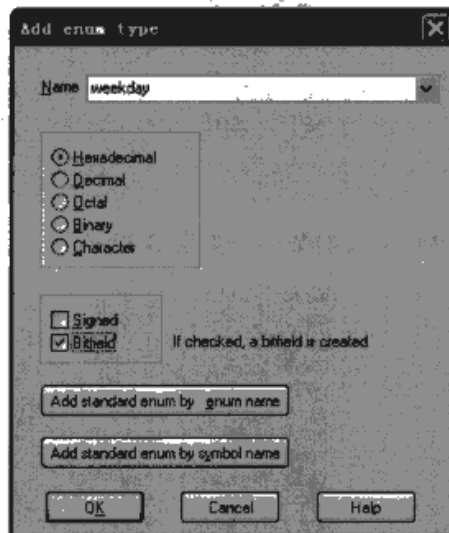 Add enum type
Name weekday
Hexadecimal
Decimal
Octal
Binary
Character
Signed
Bitfield If checked, a bitfield is created
Add standard enum by enum name
Add standard enum by symbol name
OK Cancel Help